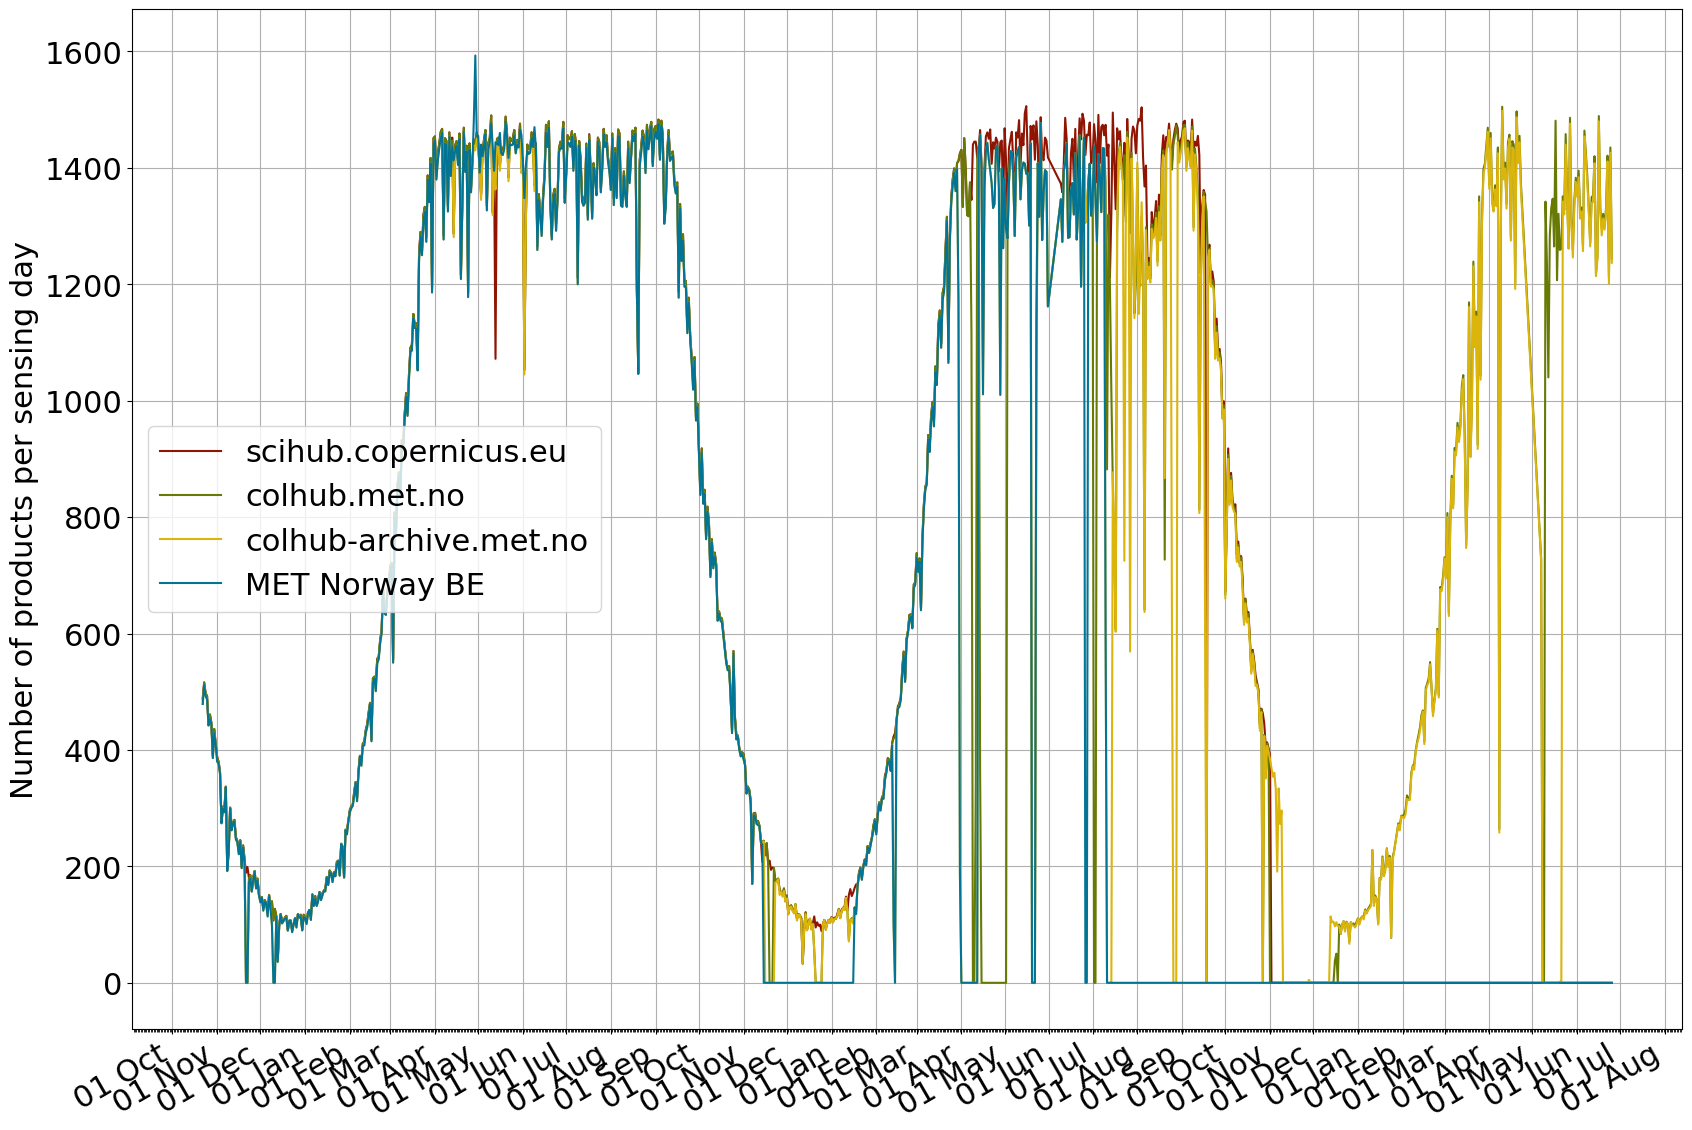 Number of products per sensing day
1600
1400
1200
1000
800
600
400
200
0
scihub.copernicus.eu
colhub.met.no
colhub-archive.met.no
MET Norway BE
01 Oct
01 Nov
01 Dec
01 Jan
01 Feb
01 Mar
01 Apr
01 May
01 Jun
01 Jul
01 Aug
01 Sep
01 Oct
01 Nov
01 Dec
01 Jan
01 Feb
01 Mar
01 Apr
01 May
01 Jun
01 Jul
01 Aug
01 Sep
01 Oct
01 Nov
01 Dec
01 Jan
01 Feb
01 Mar
01 Apr
01 May
01 Jun
01 Jul
01 Aug